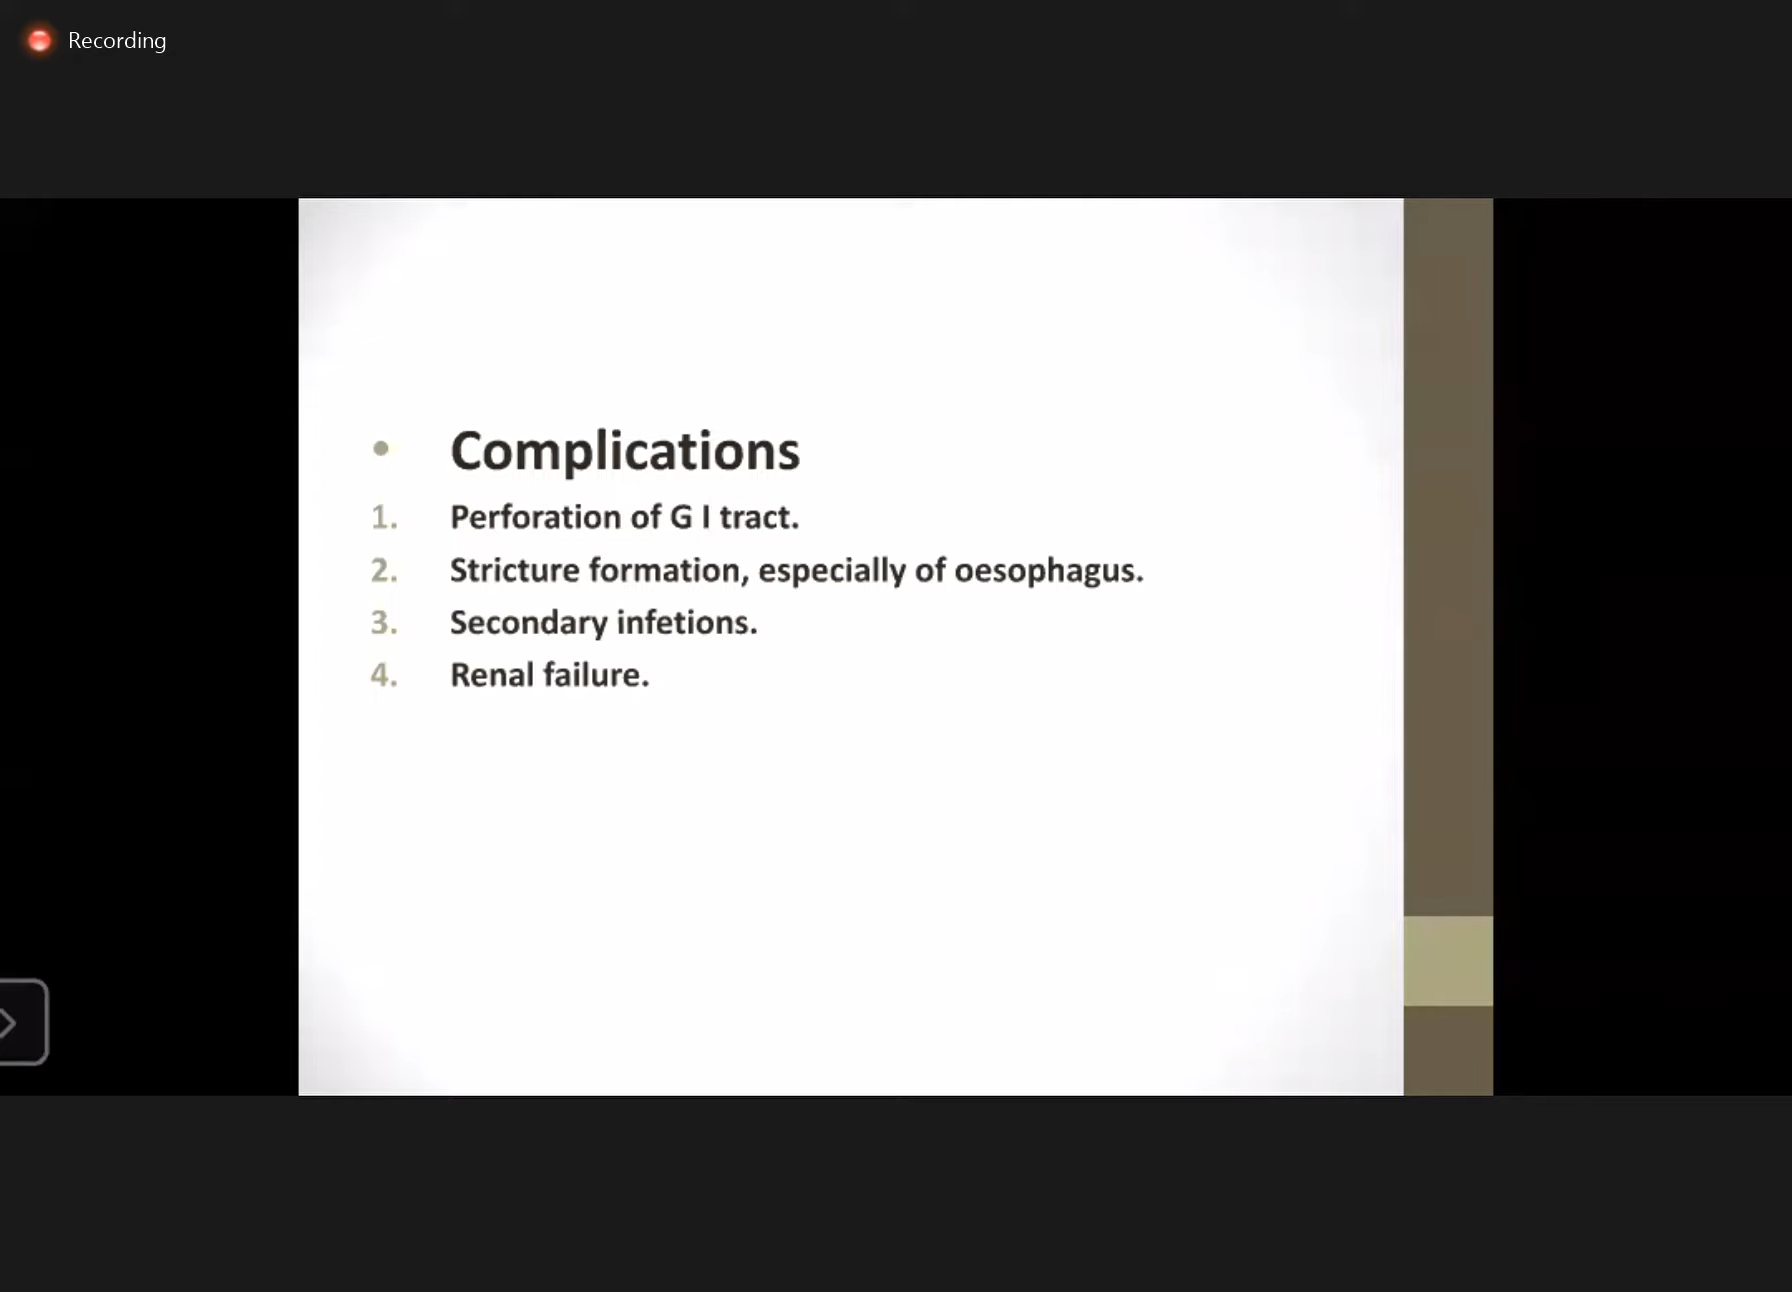 Recording
• Complications
1. Perforation of G I tract.
2. Stricture formation, especially of oesophagus.
3. Secondary infetions.
4. Renal failure.